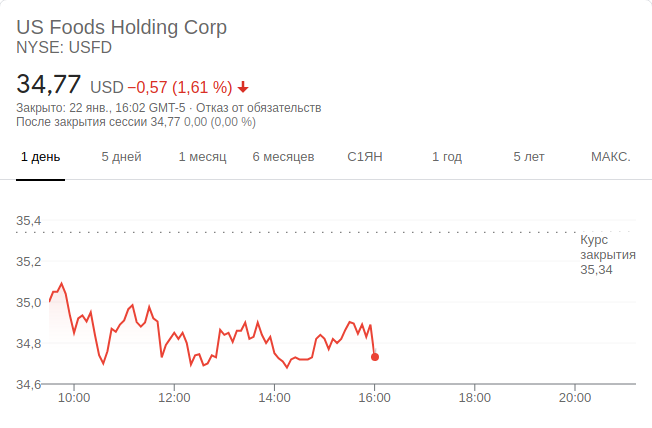 US Foods Holding Corp
NYSE: USFD
34,77 USD −0,57 (1,61 %)
Закрыто: 22 янв., 16:02 GMT-5 · Отказ от обязательств
После закрытия сессии 34,77 0,00 (0,00 %)
1 день 5 дней 1 месяц 6 месяцев С1ЯН 1 год 5 лет МАКС.
35,4
Курс
закрытия
35,34
35,2
35,0
34,8
34,6
10:00 12:00 14:00 16:00 18:00 20:00